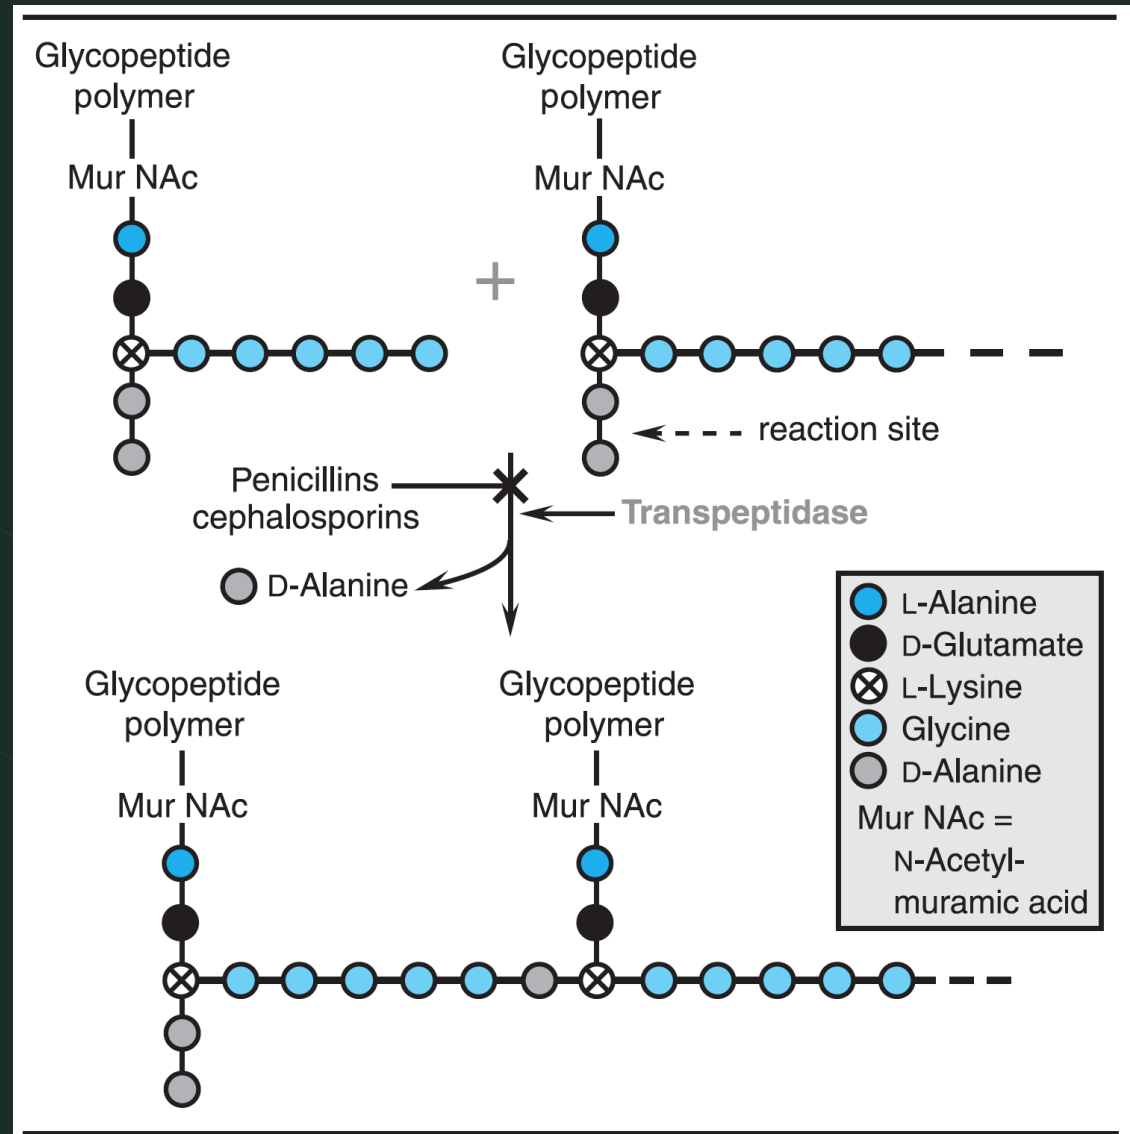 Glycopeptide
polymer
Mur NAc
Glycopeptide
polymer
Mur NAc
+
reaction site
Penicillins
cephalosporins
Transpeptidase
D-Alanine
Glycopeptide
polymer
Mur NAc
Glycopeptide
polymer
Mur NAc
L-Alanine
D-Glutamate
L-Lysine
Glycine
D-Alanine
Mur NAc =
N-Acetyl-
muramic acid